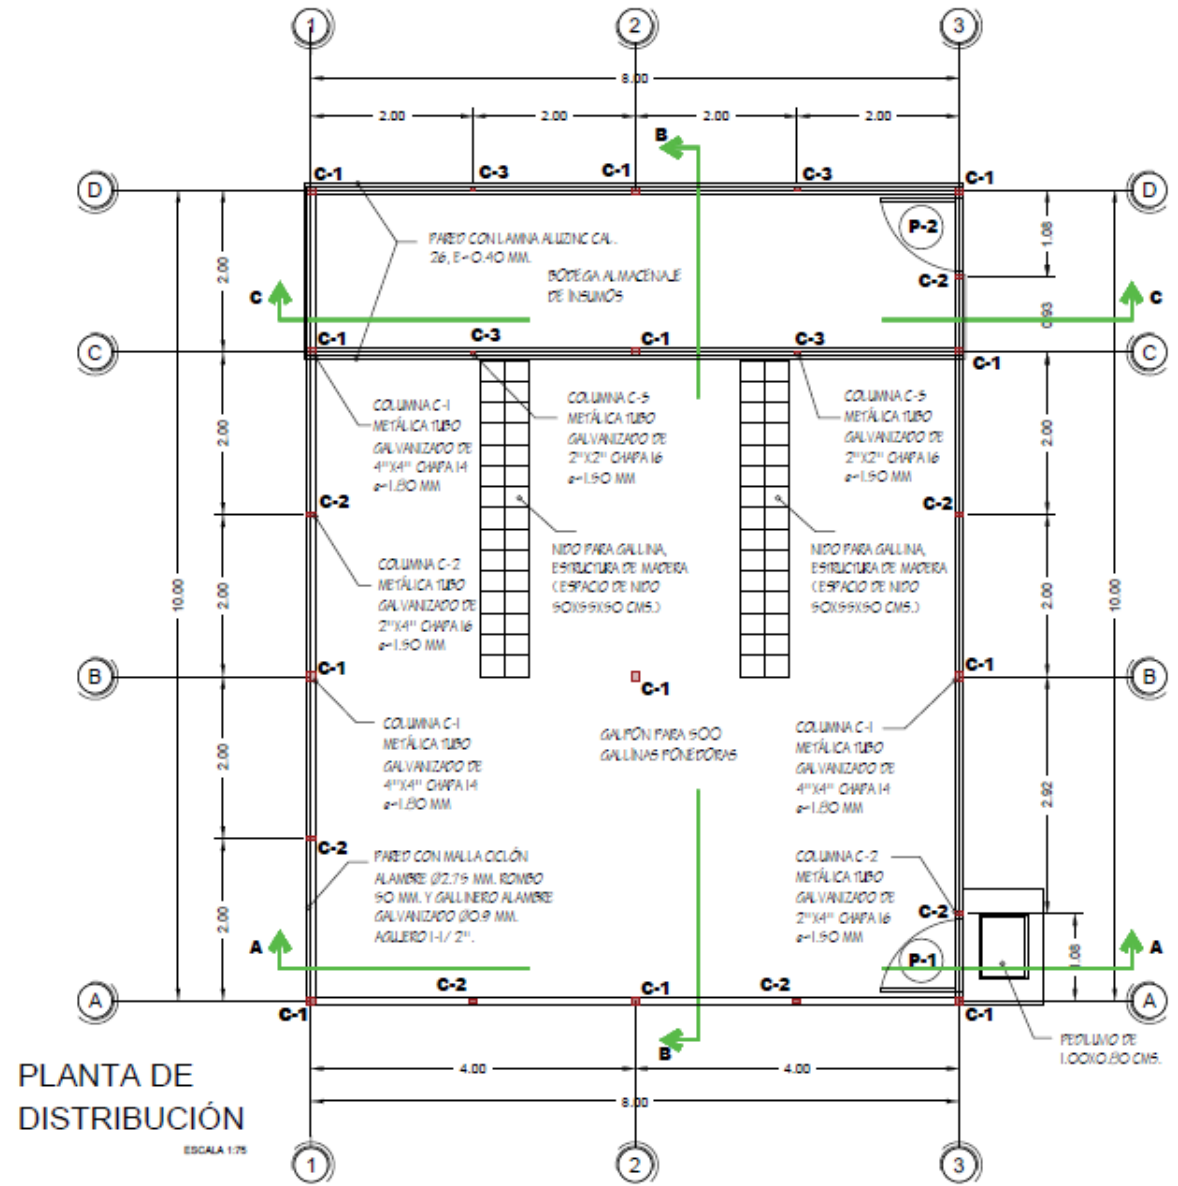 1 2 3
8.00
2.00 2.00 2.00 2.00
B
C-1 C-3 C-1 C-3 C-1
D D
P-2
1.08
PARED CON LAMINA ALUZINC CAL.
26, E=0.40 MM.
BODEGA ALMACENAJE
DE INSUMOS
2.00
C-2
C C
0.93
C-1 C-3 C-1 C-3 C-1
C C
COLUMNA C-1
METÁLICA TUBO
GALVANIZADO DE
4"X4" CHAPA 14
e=1.80 MM
COLUMNA C-3
METÁLICA TUBO
GALVANIZADO DE
2"X2" CHAPA 16
e=1.50 MM
COLUMNA C-3
METÁLICA TUBO
GALVANIZADO DE
2"X2" CHAPA 16
e=1.50 MM
2.00 2.00
C-2 C-2
NIDO PARA GALLINA,
ESTRUCTURA DE MADERA
(ESPACIO DE NIDO
50X35X30 CMS.)
NIDO PARA GALLINA,
ESTRUCTURA DE MADERA
(ESPACIO DE NIDO
50X35X30 CMS.)
COLUMNA C-2
METÁLICA TUBO
GALVANIZADO DE
2"X4" CHAPA 16
e=1.50 MM
10.00 2.00 2.00 10.00
B C-1 C-1 C-1 B
COLUMNA C-1
METÁLICA TUBO
GALVANIZADO DE
4"X4" CHAPA 14
e=1.80 MM
GALPÓN PARA 500
GALLINAS PONEDORAS
COLUMNA C-1
METÁLICA TUBO
GALVANIZADO DE
4"X4" CHAPA 14
e=1.80 MM
2.00 2.92
C-2
PARED CON MALLA CICLÓN
ALAMBRE Ø2.75 MM. ROMBO
50 MM. Y GALLINERO ALAMBRE
GALVANIZADO Ø0.9 MM.
AGUJERO 1-1/2".
COLUMNA C-2
METÁLICA TUBO
GALVANIZADO DE
2"X4" CHAPA 16
e=1.50 MM
2.00 C-2
A P-1 1.08 A
C-2 C-1 C-2
A A
C-1 C-1
B
PEDILUVIO DE
1.00X0.80 CMS.
4.00 4.00
8.00
PLANTA DE
DISTRIBUCIÓN
ESCALA 1:75
1 2 3